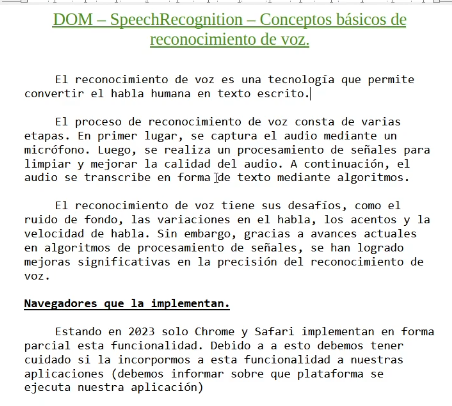 DOM – SpeechRecognition – Conceptos básicos de
reconocimiento de voz.
El reconocimiento de voz es una tecnología que permite
convertir el habla humana en texto escrito.
El proceso de reconocimiento de voz consta de varias
etapas. En primer lugar, se captura el audio mediante un
micrófono. Luego, se realiza un procesamiento de señales para
limpiar y mejorar la calidad del audio. A continuación, el
audio se transcribe en forma de texto mediante algoritmos.
El reconocimiento de voz tiene sus desafíos, como el
ruido de fondo, las variaciones en el habla, los acentos y la
velocidad de habla. Sin embargo, gracias a avances actuales
en algoritmos de procesamiento de señales, se han logrado
mejoras significativas en la precisión del reconocimiento de
voz.
Navegadores que la implementan.
Estando en 2023 solo Chrome y Safari implementan en forma
parcial esta funcionalidad. Debido a a esto debemos tener
cuidado si la incorpormos a esta funcionalidad a nuestras
aplicaciones (debemos informar sobre que plataforma se
ejecuta nuestra aplicación)